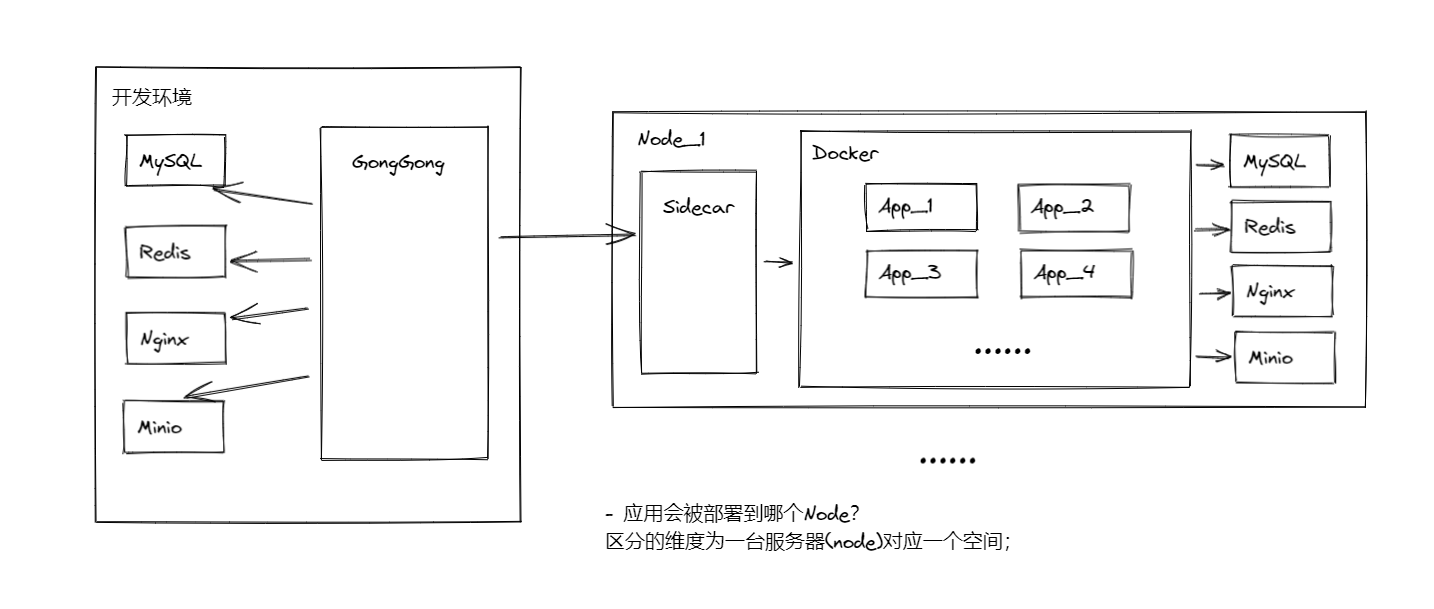 开发环境
MySQL
Redis
Nginx
Minio
GongGong
Node_1
Sidecar
Docker
App_1
App_2
App_3
App_4
......
MySQL
Redis
Nginx
Minio
......
- 应用会被部署到哪个Node?
区分的维度为一台服务器(node)对应一个空间;